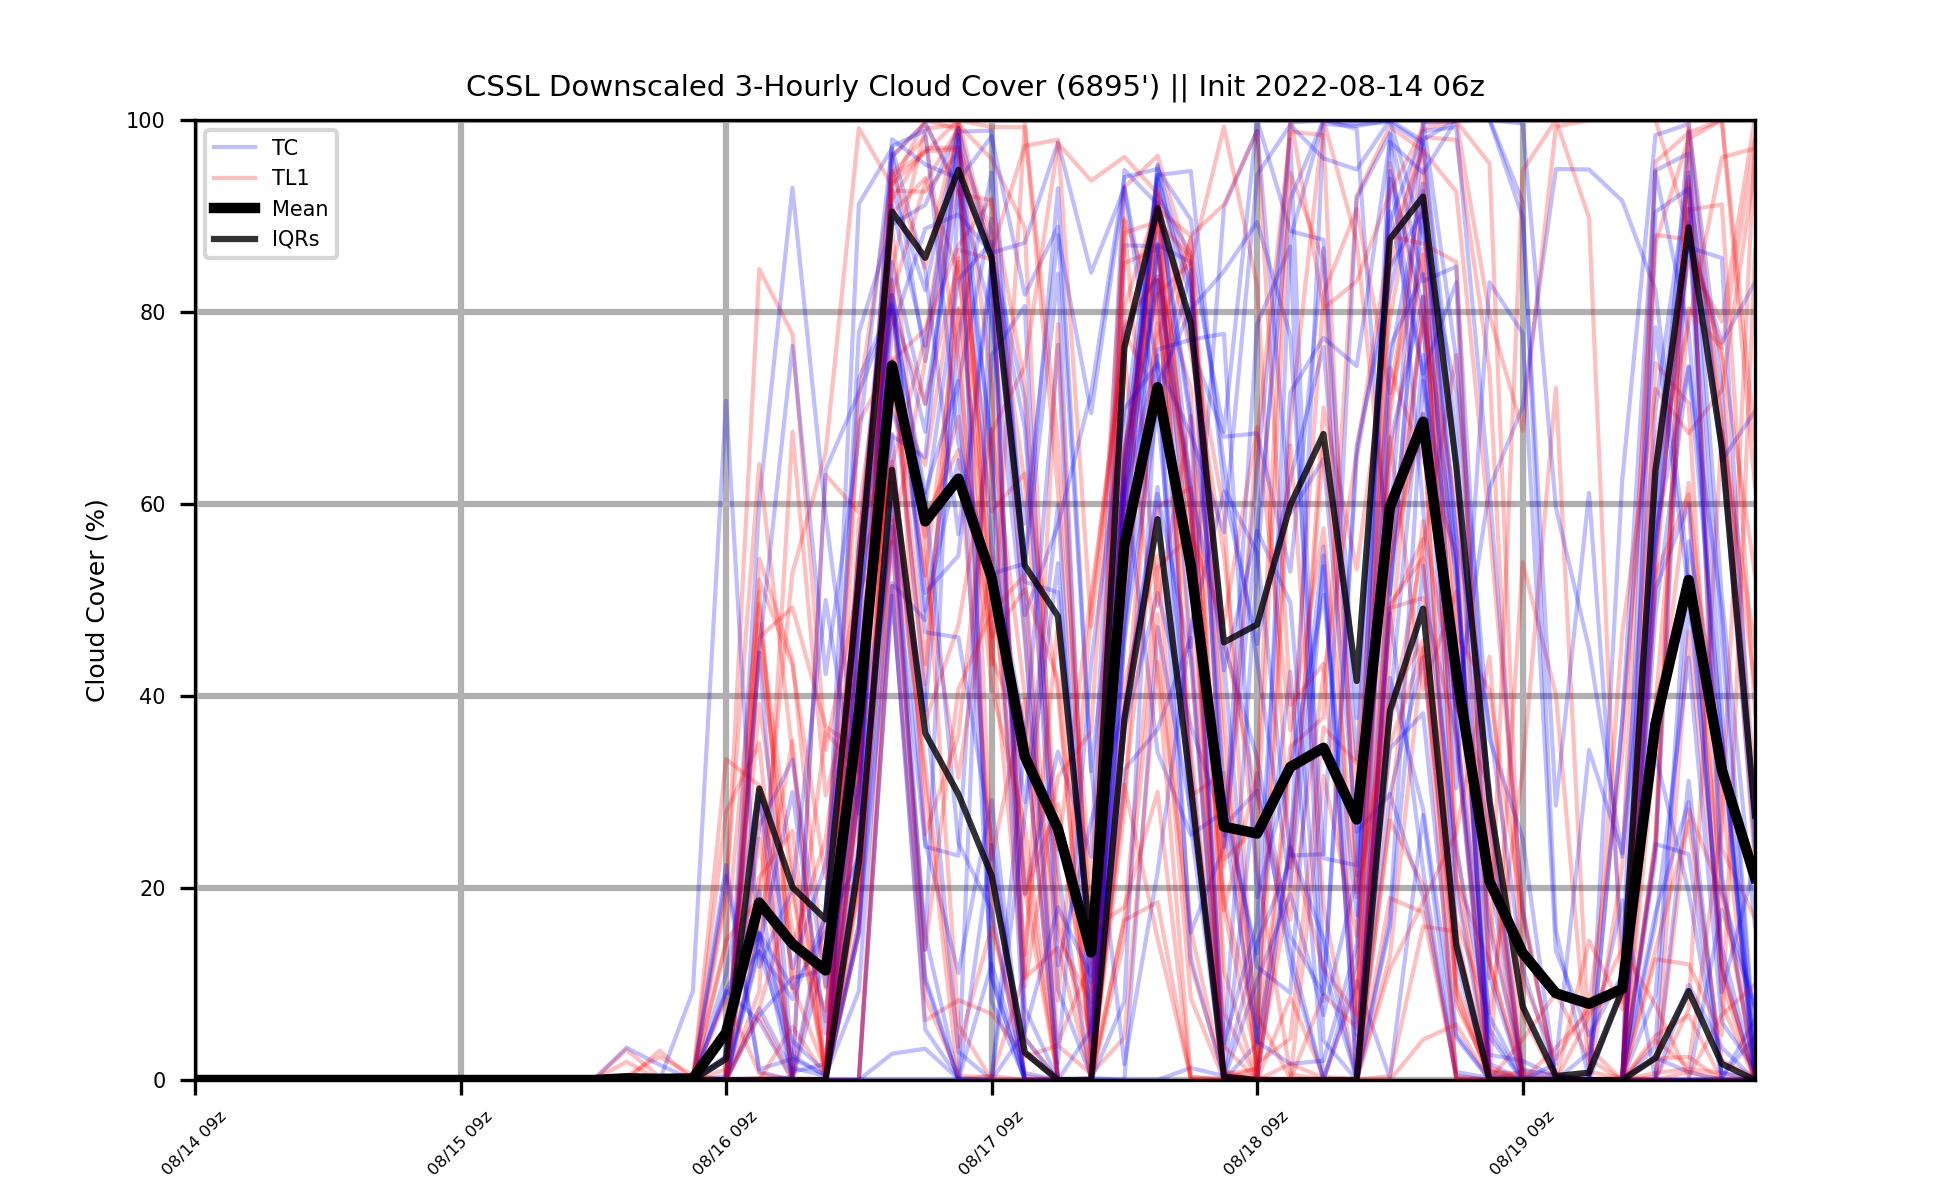 CSSL Downscaled 3-Hourly Cloud Cover (6895') || Init 2022-08-14 06z
TC
TL1
Mean
IQRs
Cloud Cover (%)
100
80
60
40
20
0
08/14 09z
08/15 09z
08/16 09z
08/17 09z
08/18 09z
08/19 09z